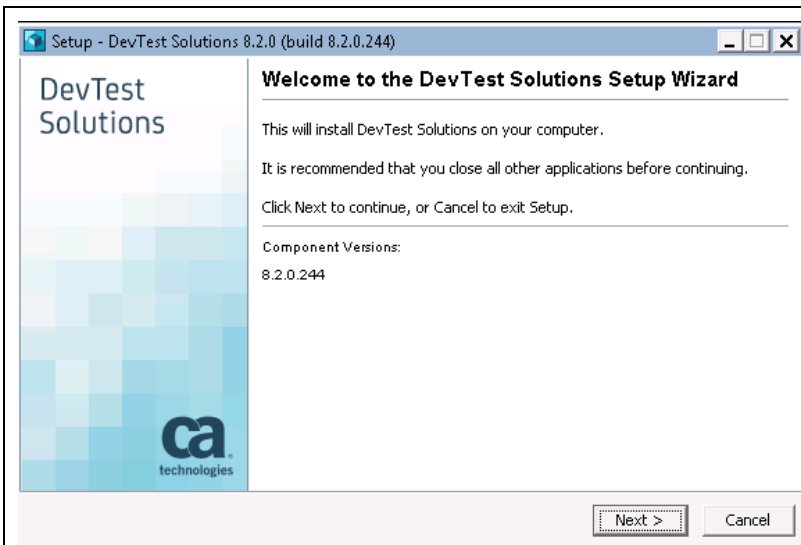 Setup - DevTest Solutions 8.2.0 (build 8.2.0.244)
DevTest
Solutions
Welcome to the DevTest Solutions Setup Wizard
This will install DevTest Solutions on your computer.
It is recommended that you close all other applications before continuing.
Click Next to continue, or Cancel to exit Setup.
Component Versions:
8.2.0.244
ca
technologies
Next >
Cancel